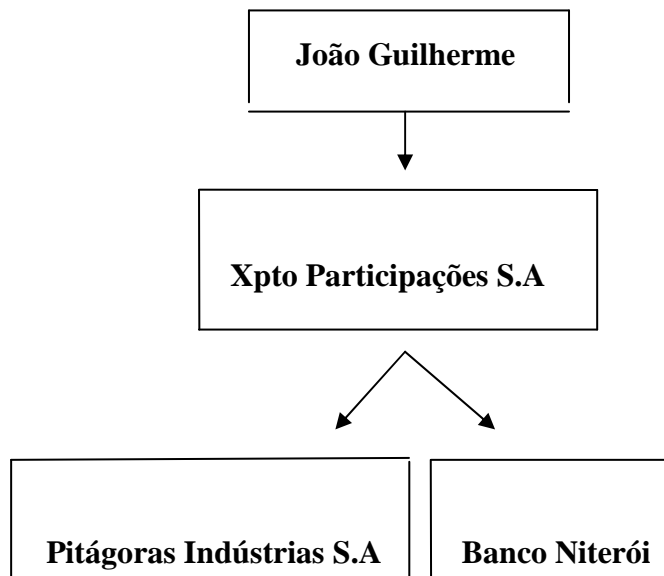 João Guilherme
Xpto Participações S.A
Pitágoras Indústrias S.A
Banco Niterói